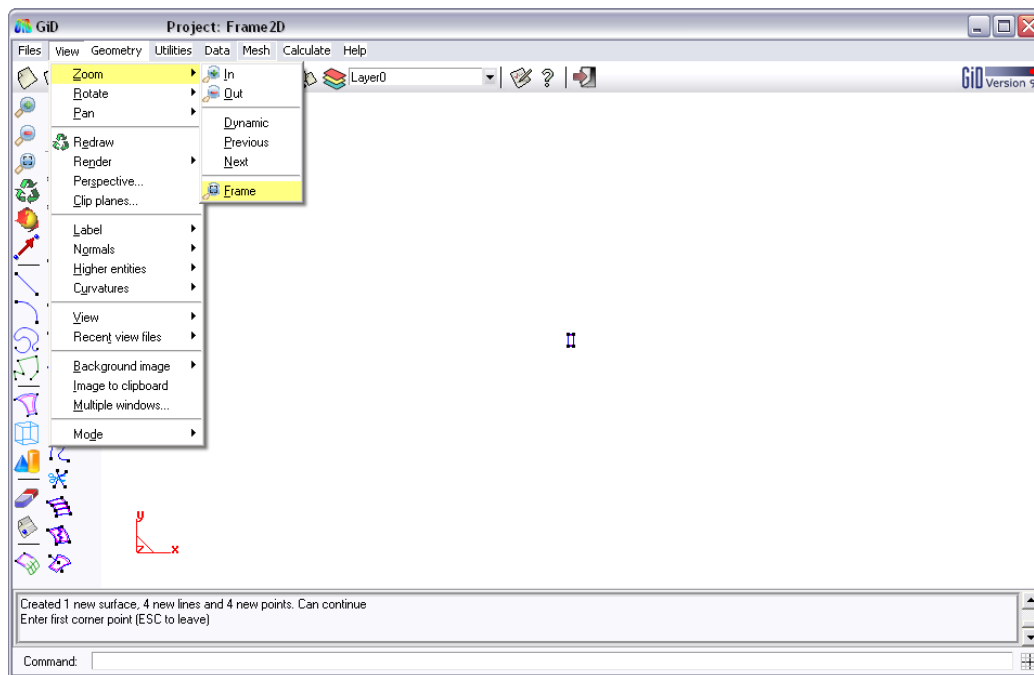 GiD Project: Frame2D
Files View Geometry Utilities Data Mesh Calculate Help
Layer0
GiD Version 9
Zoom
Rotate
Pan
Redraw
Render
Perspective...
Clip planes...
Label
Normals
Higher entities
Curvatures
View
Recent view files
Background image
Image to clipboard
Multiple windows...
Mode
In
Out
Dynamic
Previous
Next
Frame
y
z x
Created 1 new surface, 4 new lines and 4 new points. Can continue
Enter first corner point (ESC to leave)
Command: